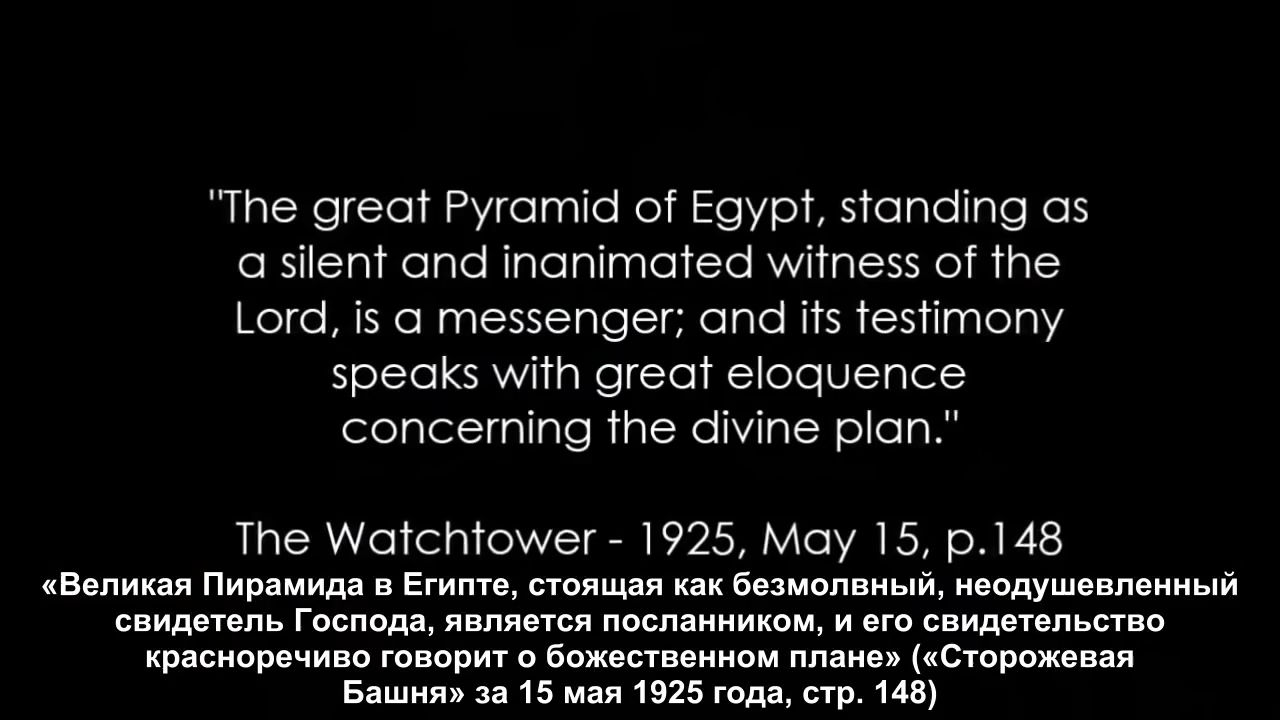 "The great Pyramid of Egypt, standing as
a silent and inanimated witness of the
Lord, is a messenger; and its testimony
speaks with great eloquence
concerning the divine plan."
The Watchtower - 1925, May 15, p.148
«Великая Пирамида в Египте, стоящая как безмолвный, неодушевленный
свидетель Господа, является посланником, и его свидетельство
красноречиво говорит о божественном плане» («Сторожевая
Башня» за 15 мая 1925 года, стр. 148)